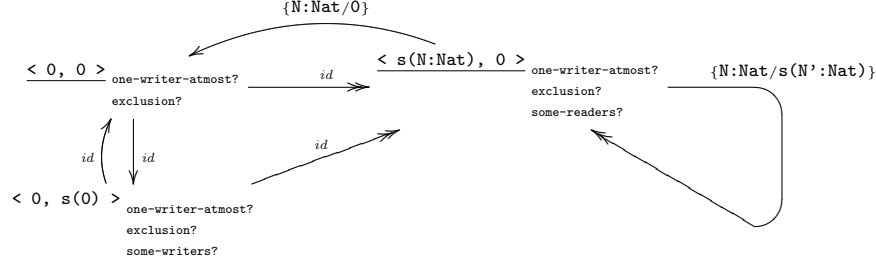 {N:Nat/0}
< 0, 0 >
one-writer-atmost?
exclusion?
id
< s(N:Nat), 0 >
one-writer-atmost?
exclusion?
some-readers?
{N:Nat/s(N':Nat)}
id
id
id
< 0, s(0) >
one-writer-atmost?
exclusion?
some-writers?